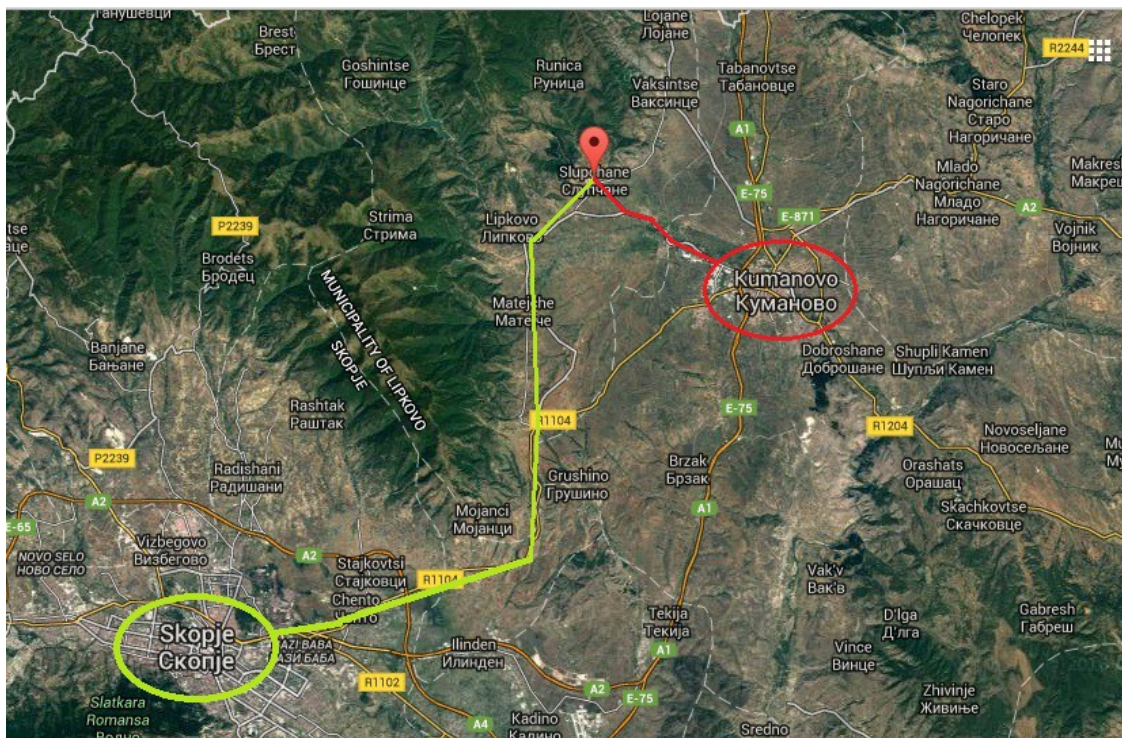 Танушевци
Brest
Брест
Goshintse
Гошинце
Runica
Руница
Lojane
Лојане
Vaksintse
Ваксинце
Tabanovtse
Табановце
Chelopek
Челопек
R2244
Staro
Nagorichane
Старо
Нагоричане
A1
Slupchane
Слупчане
Mlado
Nagorichane
Младо
Нагоричане
Makresh
Макреш
E-75
E-871
A2
Vojnik
Војник
P2239
Strima
Стрима
Lipkovo
Липково
Brodets
Бродец
MUNICIPALITY OF LIPKOVO
SKOPJE
Kumanovo
Куманово
Matejche
Матејче
Banjane
Бањане
Dobroshane
Доброшане
Shupli Kamen
Шупљи Камен
Rashtak
Раштак
E-75
R1104
R1204
Novoseljane
Новосељане
P2239
Radishani
Радишани
Grushino
Грушино
Brzak
Брзак
Orashats
Орашац
A2
E-65
Mojanci
Мојанци
A1
Skachkovtse
Скачковце
NOVO SELO
НОВО СЕЛО
Vizbegovo
Визбегово
A2
Stajkovtsi
Стајковци
R1104
Chento
Vak'v
Вак'в
Skopje
Скопје
GAZI BABA
ГАЗИ БАБА
Ilinden
Илинден
Tekija
Текија
A1
D'lga
Д'лга
Gabresh
Габреш
Vince
Винце
R1102
A2
E-75
Zhivinje
Живиње
Slatkara
Romansa
Водно
A4
Kadino
Кадино
Sredno